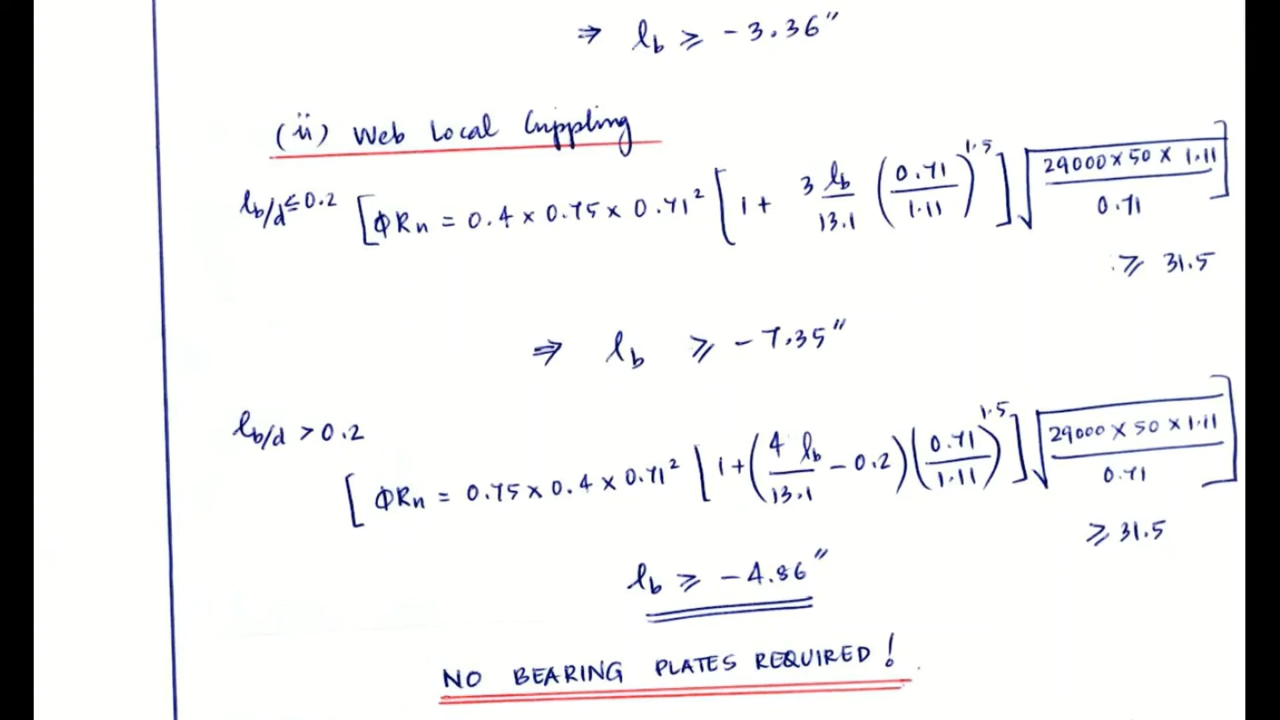 ⇒ lb ⩾ -3.36"
(ii) Web Local Crippling
lb/d ≤ 0.2 [ΦRn = 0.4 × 0.75 × 0.71² [1 + 3 lb/13.1 (0.71/1.11)^1.5] √(29000 × 50 × 1.11/0.71)]
⩾ 31.5
⇒ lb ⩾ -7.35"
lb/d > 0.2
[ΦRn = 0.75 × 0.4 × 0.71² [1 + (4 lb/13.1 - 0.2)(0.71/1.11)^1.5] √(29000 × 50 × 1.11/0.71)]
⩾ 31.5
lb ⩾ -4.86"
NO BEARING PLATES REQUIRED!